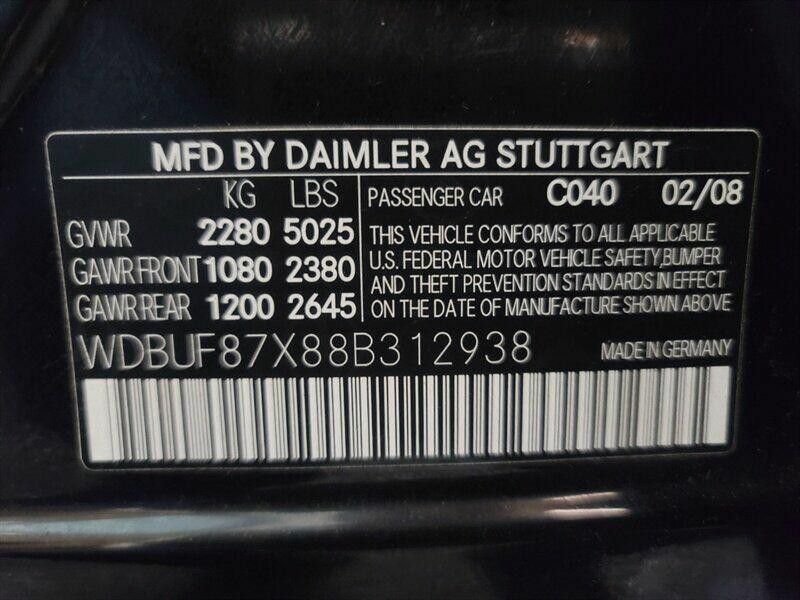 MFD BY DAIMLER AG STUTTGART
KG LBS
GVWR 2280 5025
GAWR FRONT 1080 2380
GAWR REAR 1200 2645
PASSENGER CAR C040 02/08
THIS VEHICLE CONFORMS TO ALL APPLICABLE
U.S. FEDERAL MOTOR VEHICLE SAFETY, BUMPER
AND THEFT PREVENTION STANDARDS IN EFFECT
ON THE DATE OF MANUFACTURE SHOWN ABOVE
WDBUF87X88B312938 MADE IN GERMANY